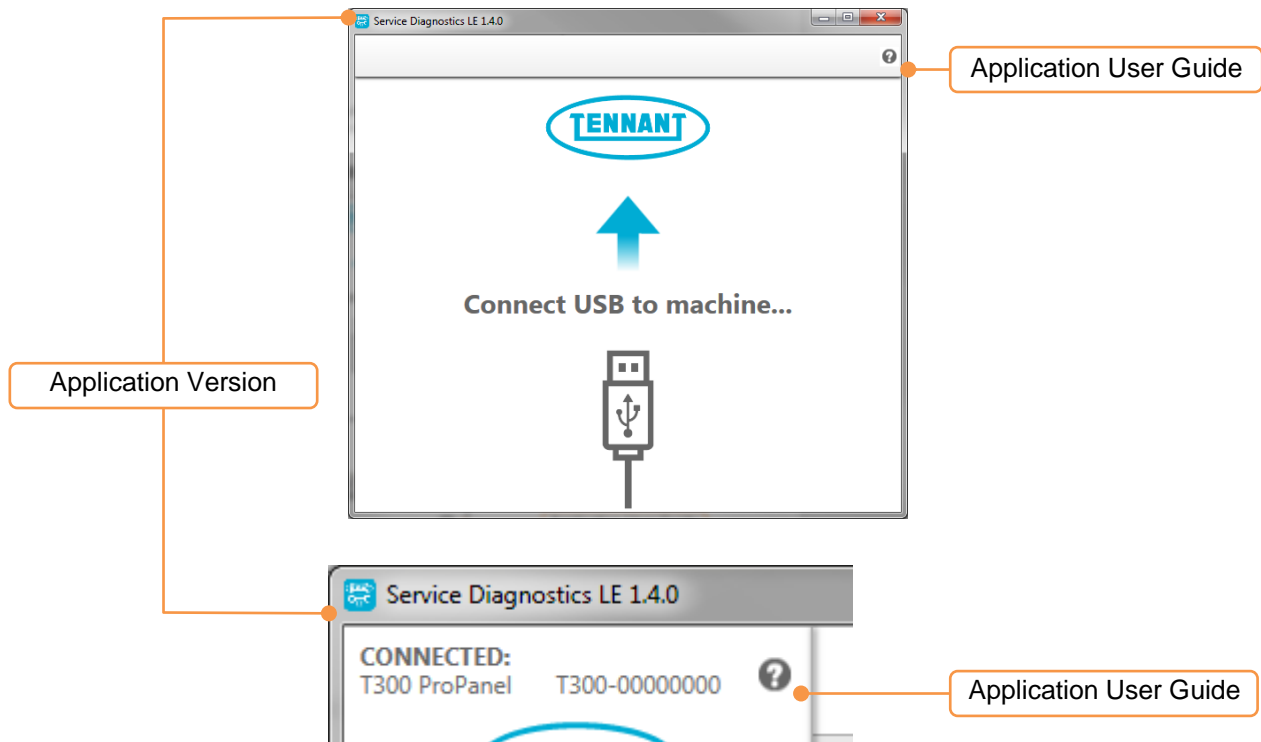 Service Diagnostics LE 1.4.0
Application User Guide
TENNANT
Connect USB to machine...
Application Version
Service Diagnostics LE 1.4.0
CONNECTED:
T300 ProPanel T300-00000000
Application User Guide